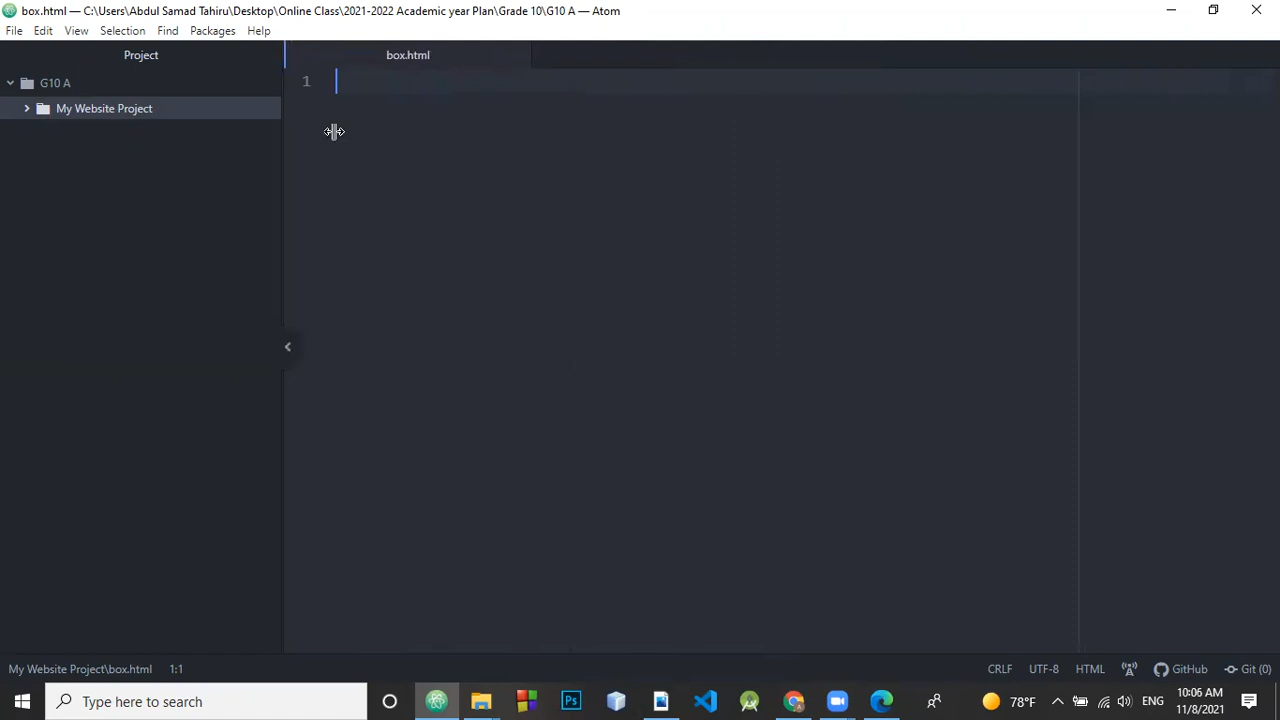 box.html — C:\Users\Abdul Samad Tahiru\Desktop\Online Class\2021-2022 Academic year Plan\Grade 10\G10 A — Atom
File Edit View Selection Find Packages Help
Project
box.html
G10 A
1
My Website Project
My Website Project\box.html 1:1
CRLF UTF-8 HTML GitHub Git (0)
Type here to search
Ps
78°F
ENG
10:06 AM
11/8/2021